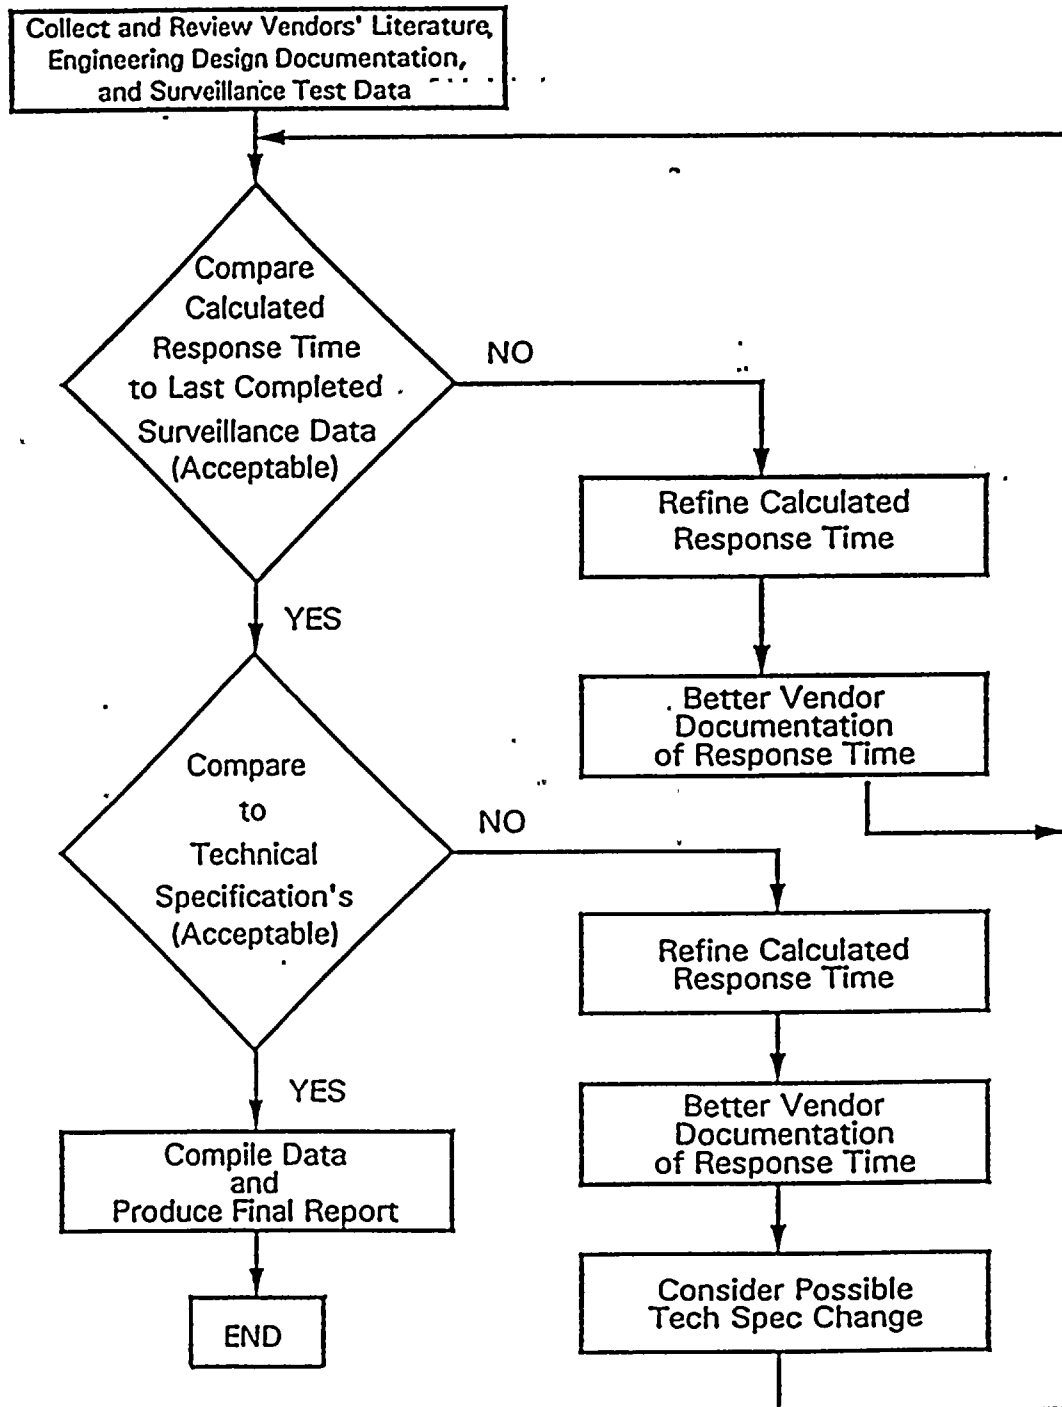 Collect and Review Vendors' Literature,
Engineering Design Documentation,
and Surveillance Test Data
Compare
Calculated
Response Time
to Last Completed
Surveillance Data
(Acceptable)
NO
Refine Calculated
Response Time
YES
Better Vendor
Documentation
of Response Time
Compare
to
Technical
Specification's
(Acceptable)
NO
Refine Calculated
Response Time
YES
Better Vendor
Documentation
of Response Time
Compile Data
and
Produce Final Report
Consider Possible
Tech Spec Change
END